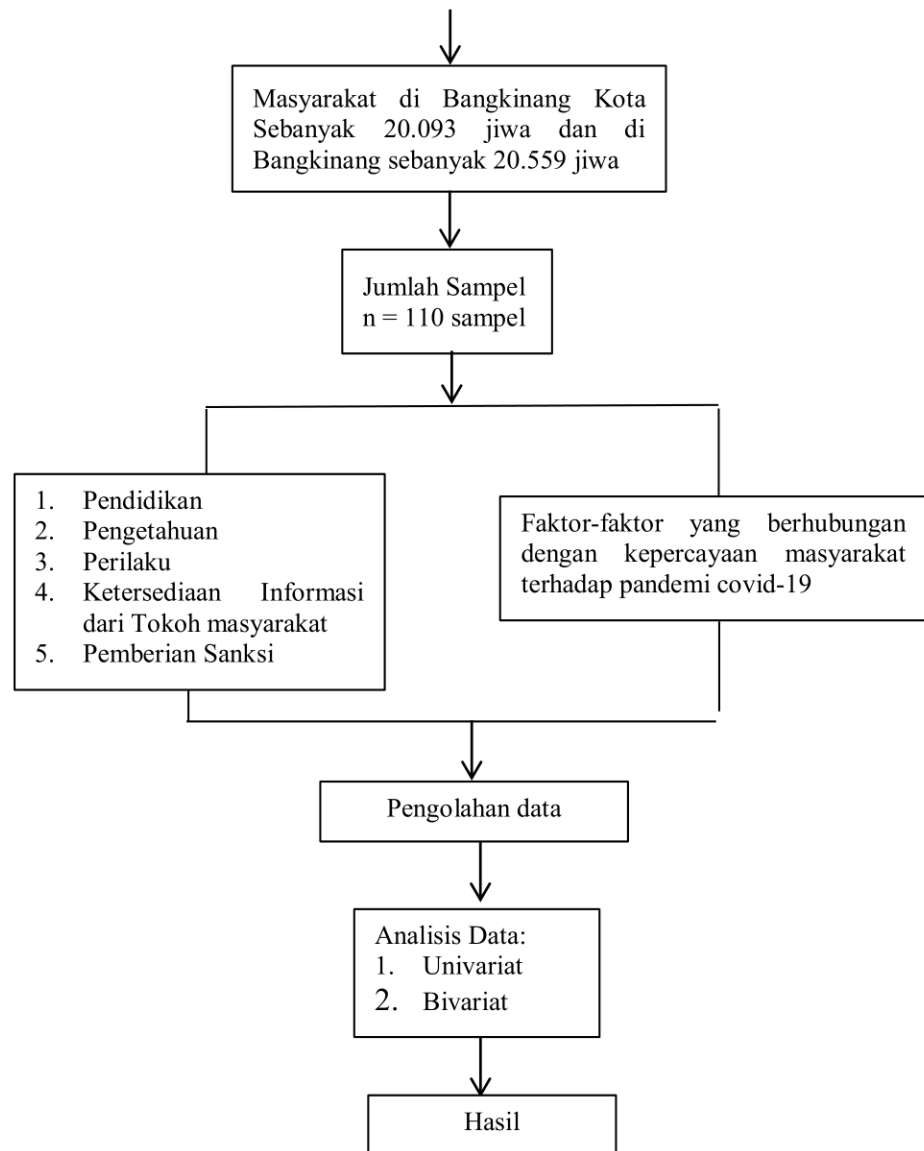 Masyarakat di Bangkinang Kota
Sebanyak 20.093 jiwa dan di
Bangkinang sebanyak 20.559 jiwa
Jumlah Sampel
n = 110 sampel
1. Pendidikan
2. Pengetahuan
3. Perilaku
4. Ketersediaan Informasi
dari Tokoh masyarakat
5. Pemberian Sanksi
Faktor-faktor yang berhubungan
dengan kepercayaan masyarakat
terhadap pandemi covid-19
Pengolahan data
Analisis Data:
1. Univariat
2. Bivariat
Hasil